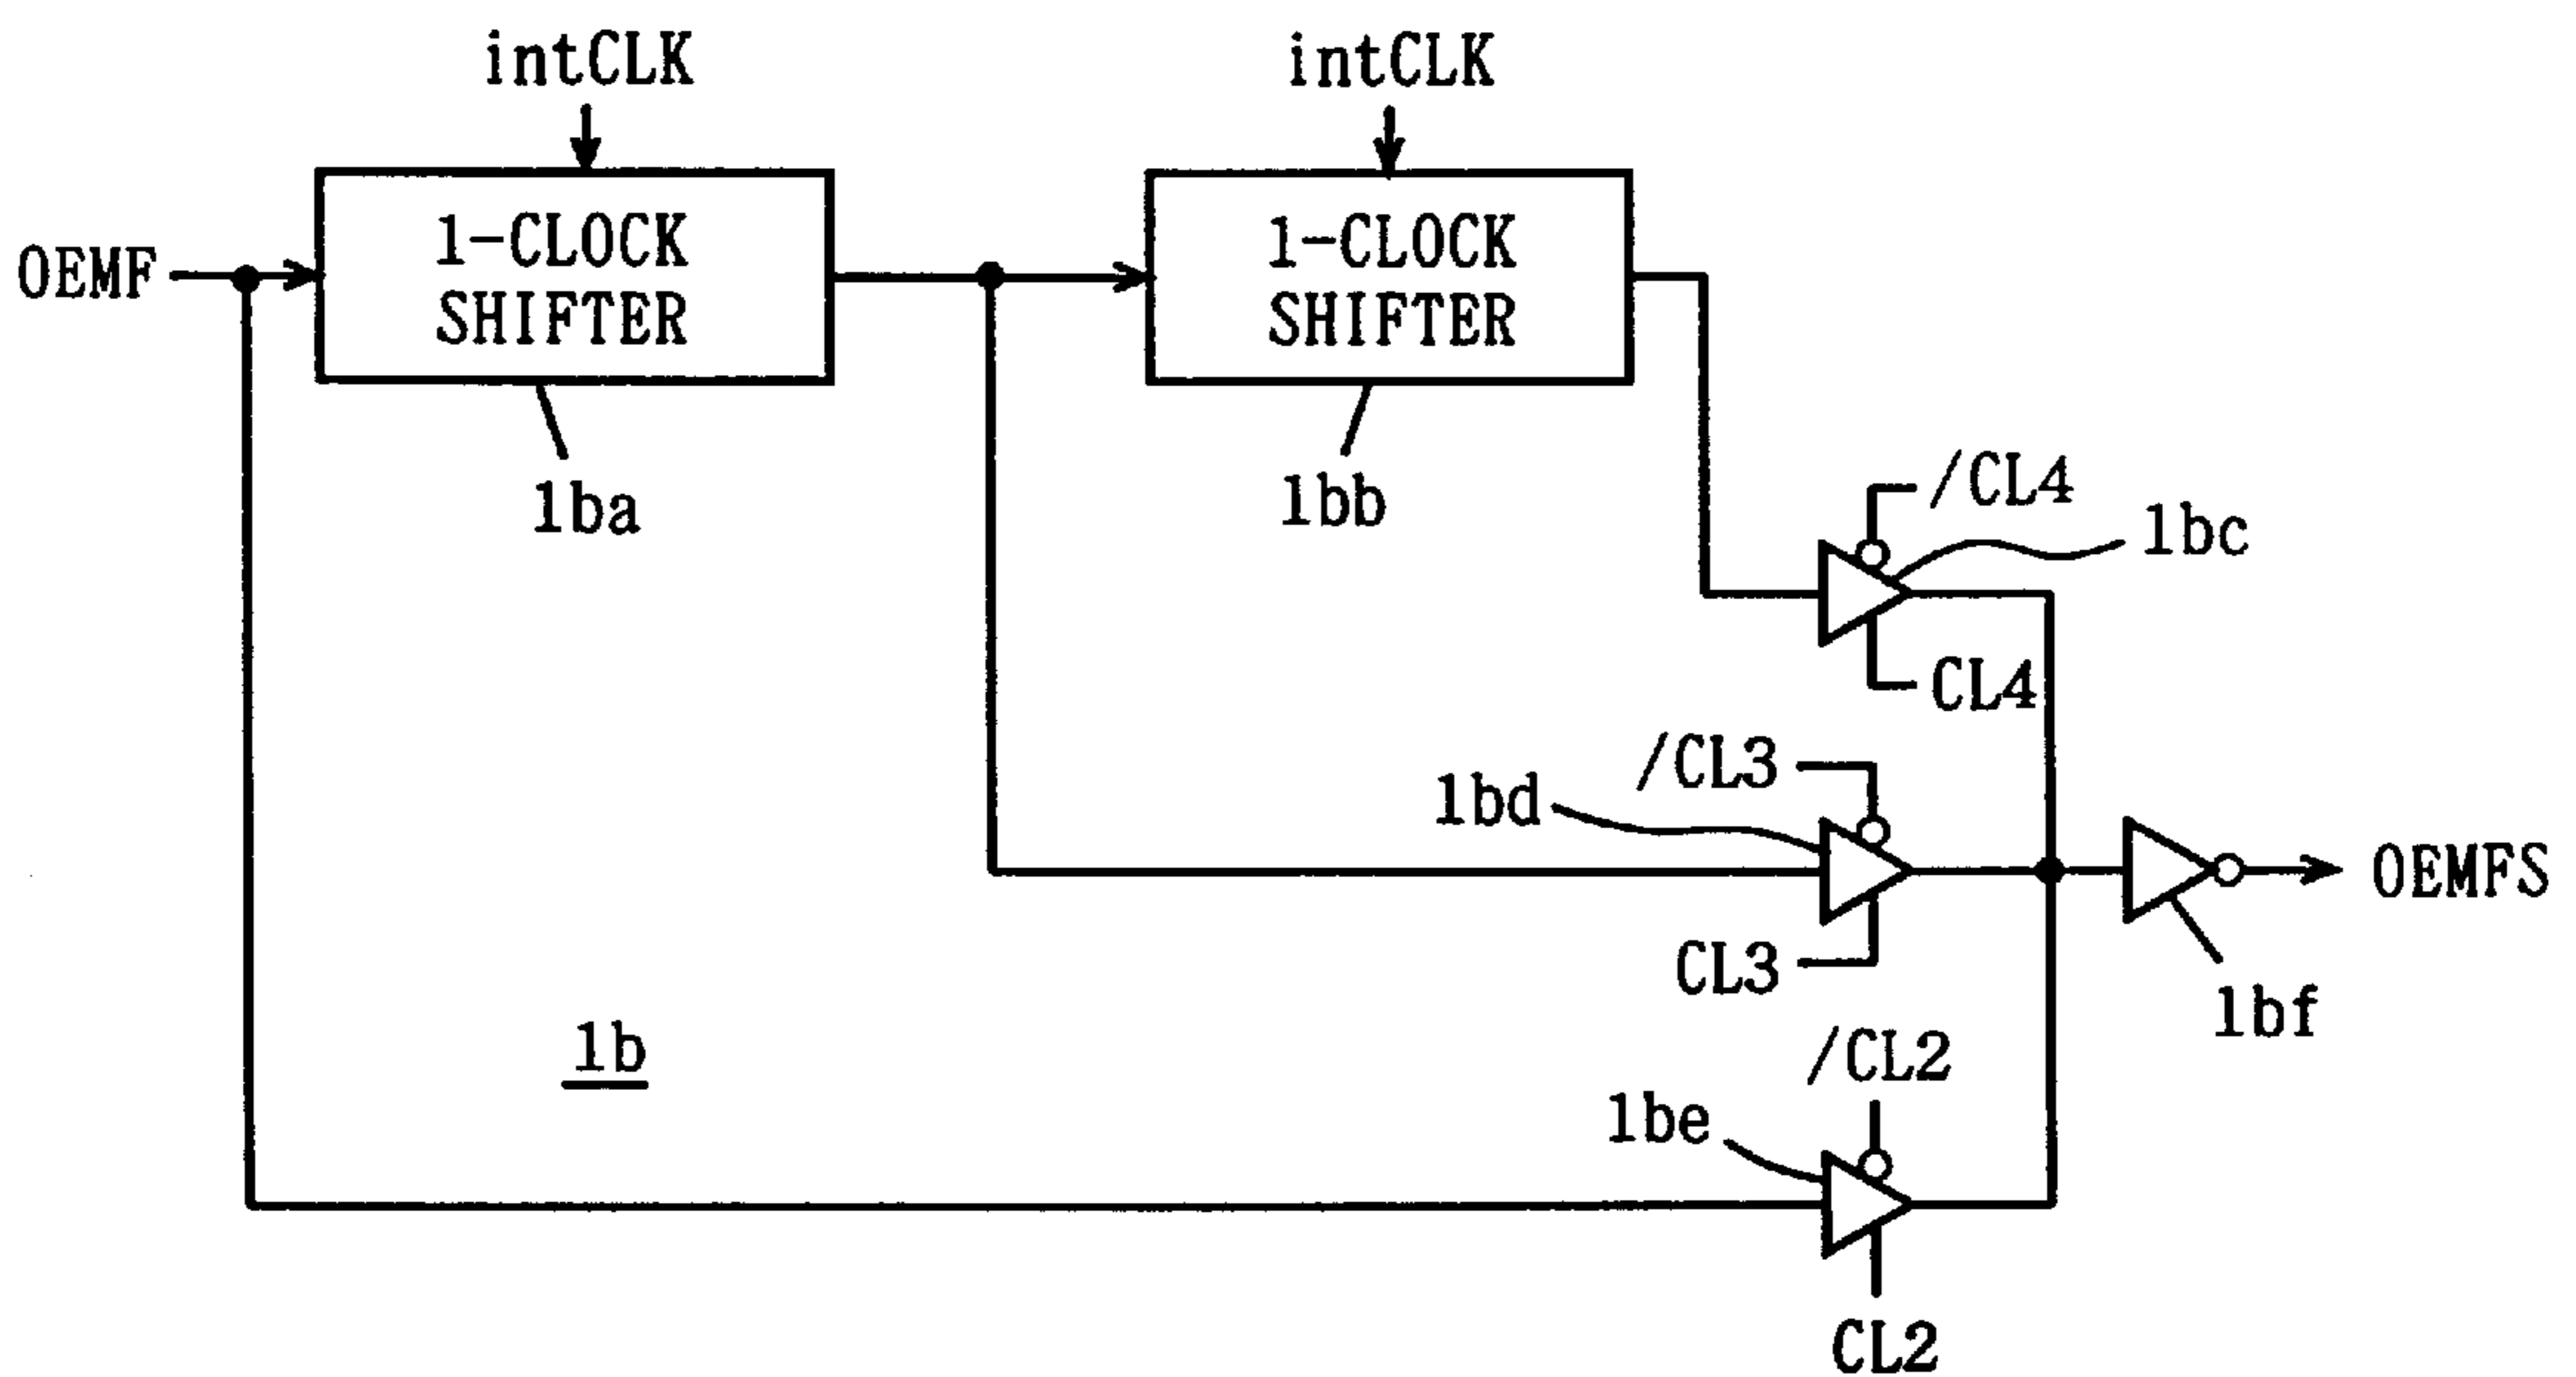 intCLK
intCLK
OEMF
1-CLOCK
SHIFTER
1-CLOCK
SHIFTER
1ba
1bb
/CL4
1bc
CL4
/CL3
1bd
CL3
OEMFS
1bf
1b
/CL2
1be
CL2